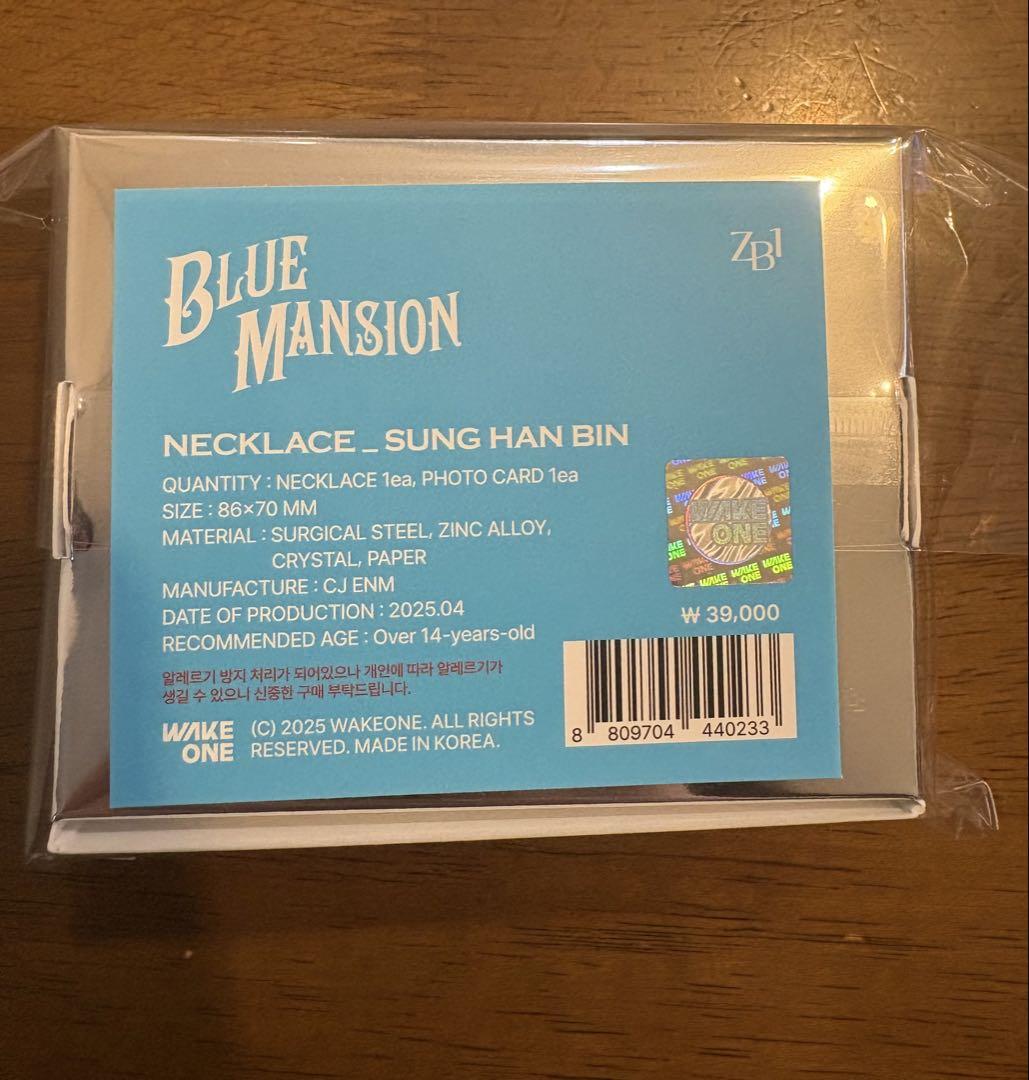 BLUE
MANSION
ZB1
NECKLACE _ SUNG HAN BIN
QUANTITY : NECKLACE 1ea, PHOTO CARD 1ea
SIZE : 86×70 MM
MATERIAL : SURGICAL STEEL, ZINC ALLOY,
CRYSTAL, PAPER
MANUFACTURE : CJ ENM
DATE OF PRODUCTION : 2025.04
RECOMMENDED AGE : Over 14-years-old
WAKE
ONE
₩ 39,000
알레르기 방지 처리가 되어있으나 개인에 따라 알레르기가
생길 수 있으니 신중한 구매 부탁드립니다.
WAKE
ONE
(C) 2025 WAKEONE. ALL RIGHTS
RESERVED. MADE IN KOREA.
8 809704 440233